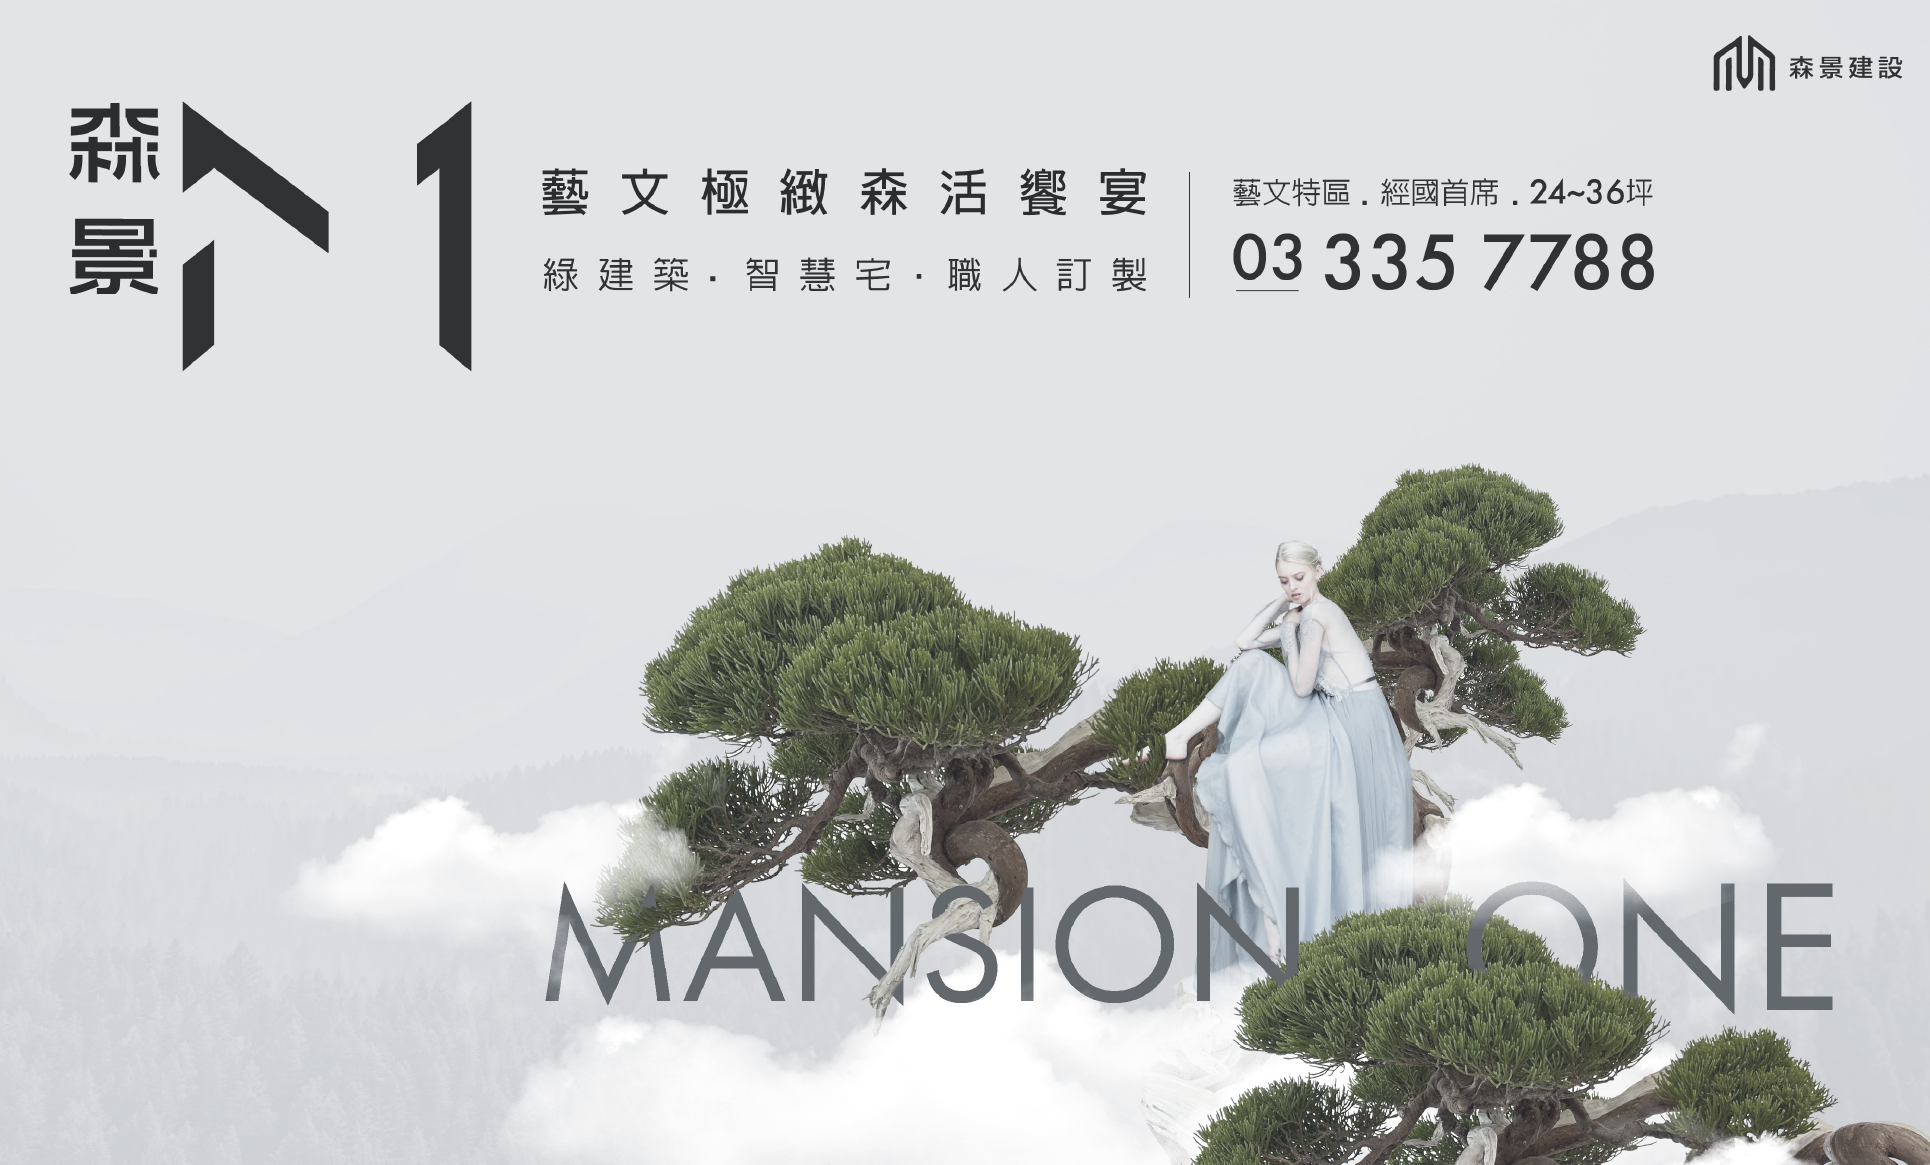 森景建設
森景 M1
藝文極緻森活饗宴
綠建築．智慧宅．職人訂製
藝文特區．經國首席．24~36坪
03 335 7788
MANSION ONE